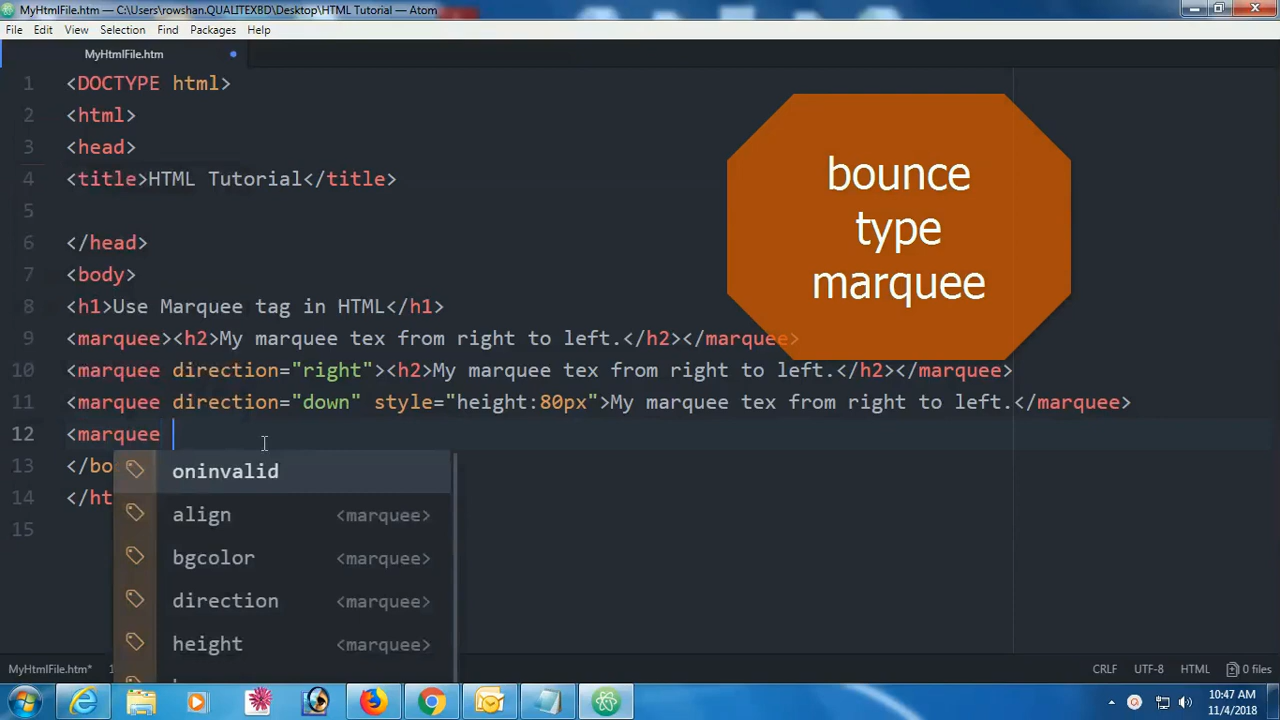 MyHtmlFile.htm — C:\Users\rowshan.QUALITEXBD\Desktop\HTML Tutorial — Atom
File Edit View Selection Find Packages Help
MyHtmlFile.htm
1 <DOCTYPE html>
2 <html>
3 <head>
4 <title>HTML Tutorial</title>
5
6 </head>
7 <body>
8 <h1>Use Marquee tag in HTML</h1>
9 <marquee><h2>My marquee tex from right to left.</h2></marquee>
10 <marquee direction="right"><h2>My marquee tex from right to left.</h2></marquee>
11 <marquee direction="down" style="height:80px">My marquee tex from right to left.</marquee>
12 <marquee
13 </bo
14 </ht
15
oninvalid
align <marquee>
bgcolor <marquee>
direction <marquee>
height <marquee>
bounce
type
marquee
MyHtmlFile.htm* CRLF UTF-8 HTML 0 files
10:47 AM
11/4/2018